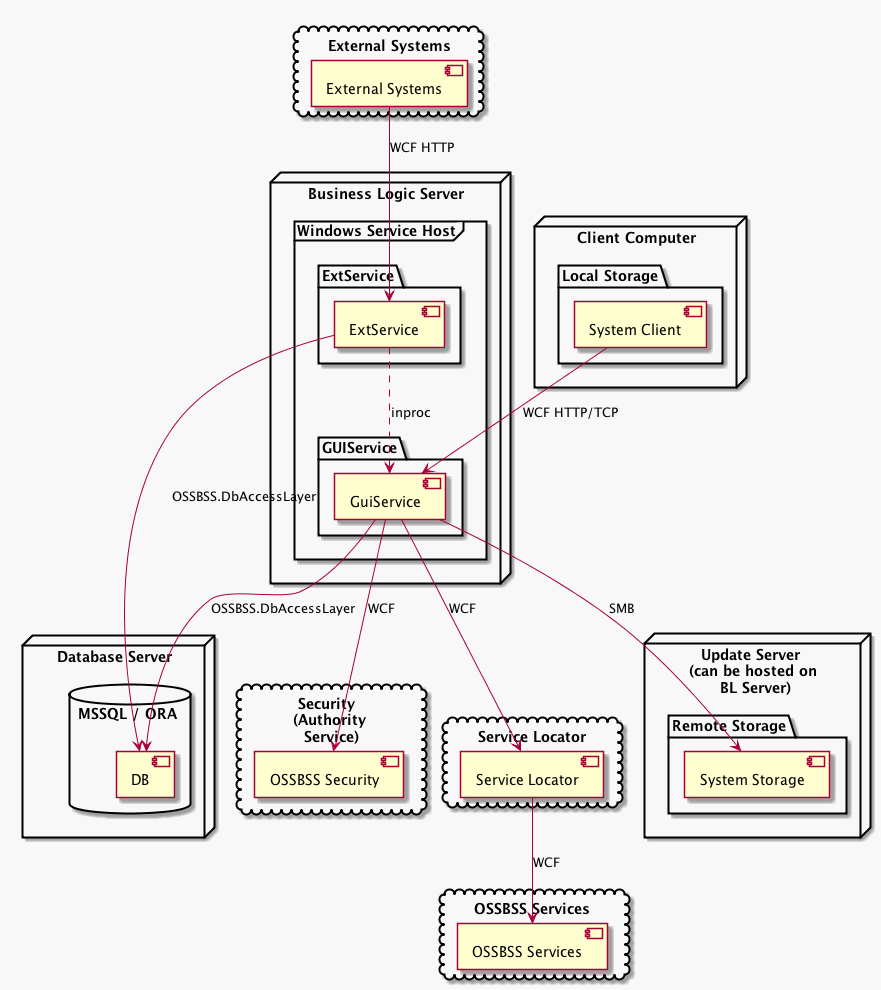 External Systems
External Systems
WCF HTTP
Business Logic Server
Windows Service Host
ExtService
ExtService
Client Computer
Local Storage
System Client
inproc
WCF HTTP/TCP
GUIService
GuiService
OSSBSS.DbAccessLayer
OSSBSS.DbAccessLayer
WCF
WCF
SMB
Database Server
MSSQL / ORA
DB
Security
(Authority
Service)
OSSBSS Security
Service Locator
Service Locator
Update Server
(can be hosted on
BL Server)
Remote Storage
System Storage
WCF
OSSBSS Services
OSSBSS Services